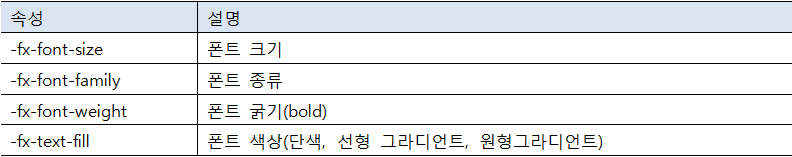 속성 설명
-fx-font-size 폰트 크기
-fx-font-family 폰트 종류
-fx-font-weight 폰트 굵기(bold)
-fx-text-fill 폰트 색상(단색, 선형 그라디언트, 원형그라디언트)